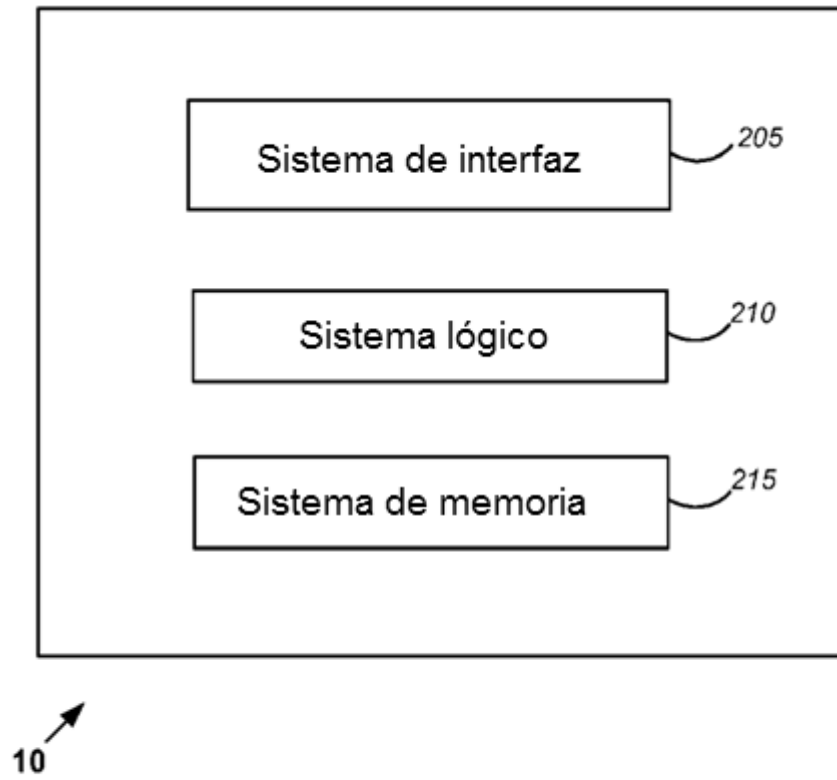 Sistema de interfaz
205
Sistema lógico
210
Sistema de memoria
215
10